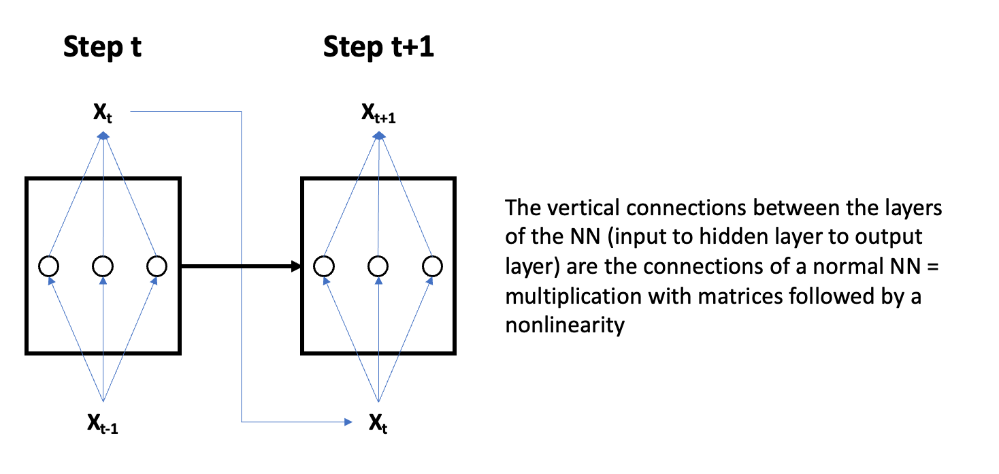 Step t
Step t+1
Xt
Xt+1
The vertical connections between the layers
of the NN (input to hidden layer to output
layer) are the connections of a normal NN =
multiplication with matrices followed by a
nonlinearity
Xt-1
Xt